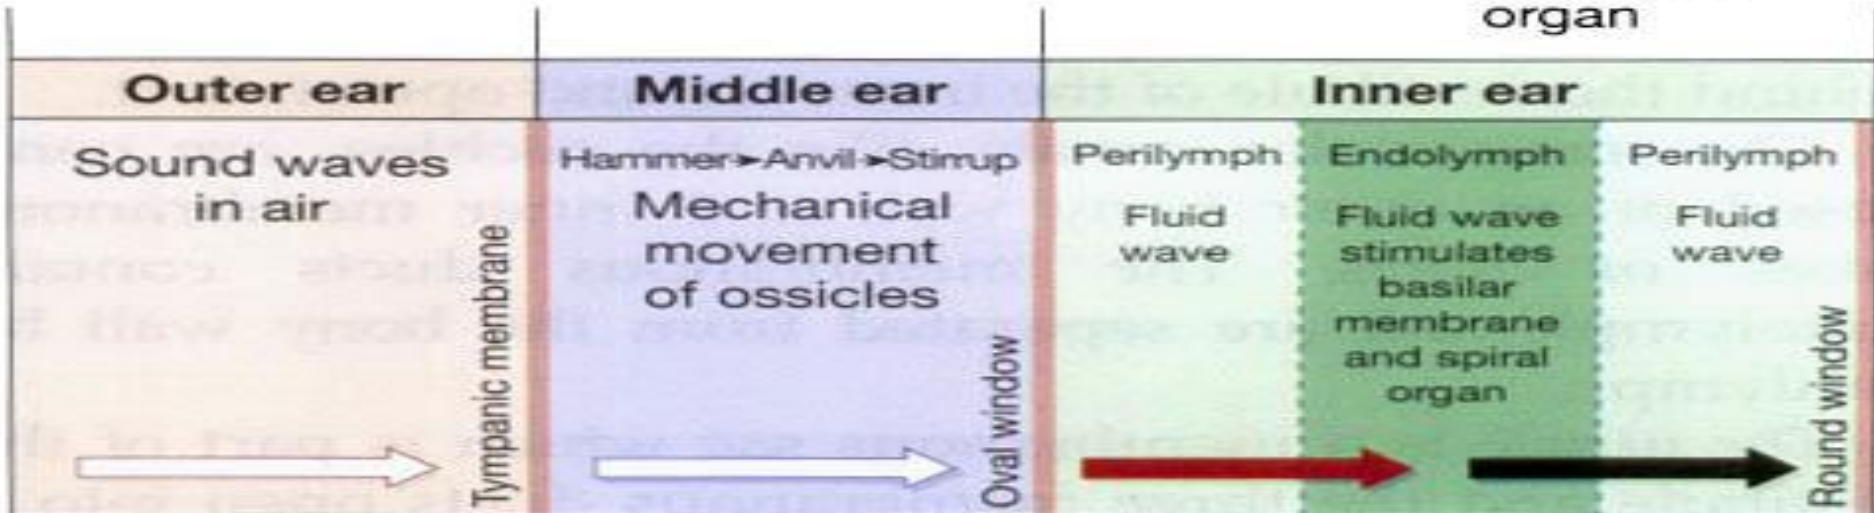 organ
Outer ear
Middle ear
Inner ear
Sound waves
in air
Tympanic membrane
Hammer➤Anvil➤Stirrup
Mechanical
movement
of ossicles
Oval window
Perilymph
Fluid
wave
Endolymph
Fluid wave
stimulates
basilar
membrane
and spiral
organ
Perilymph
Fluid
wave
Round window